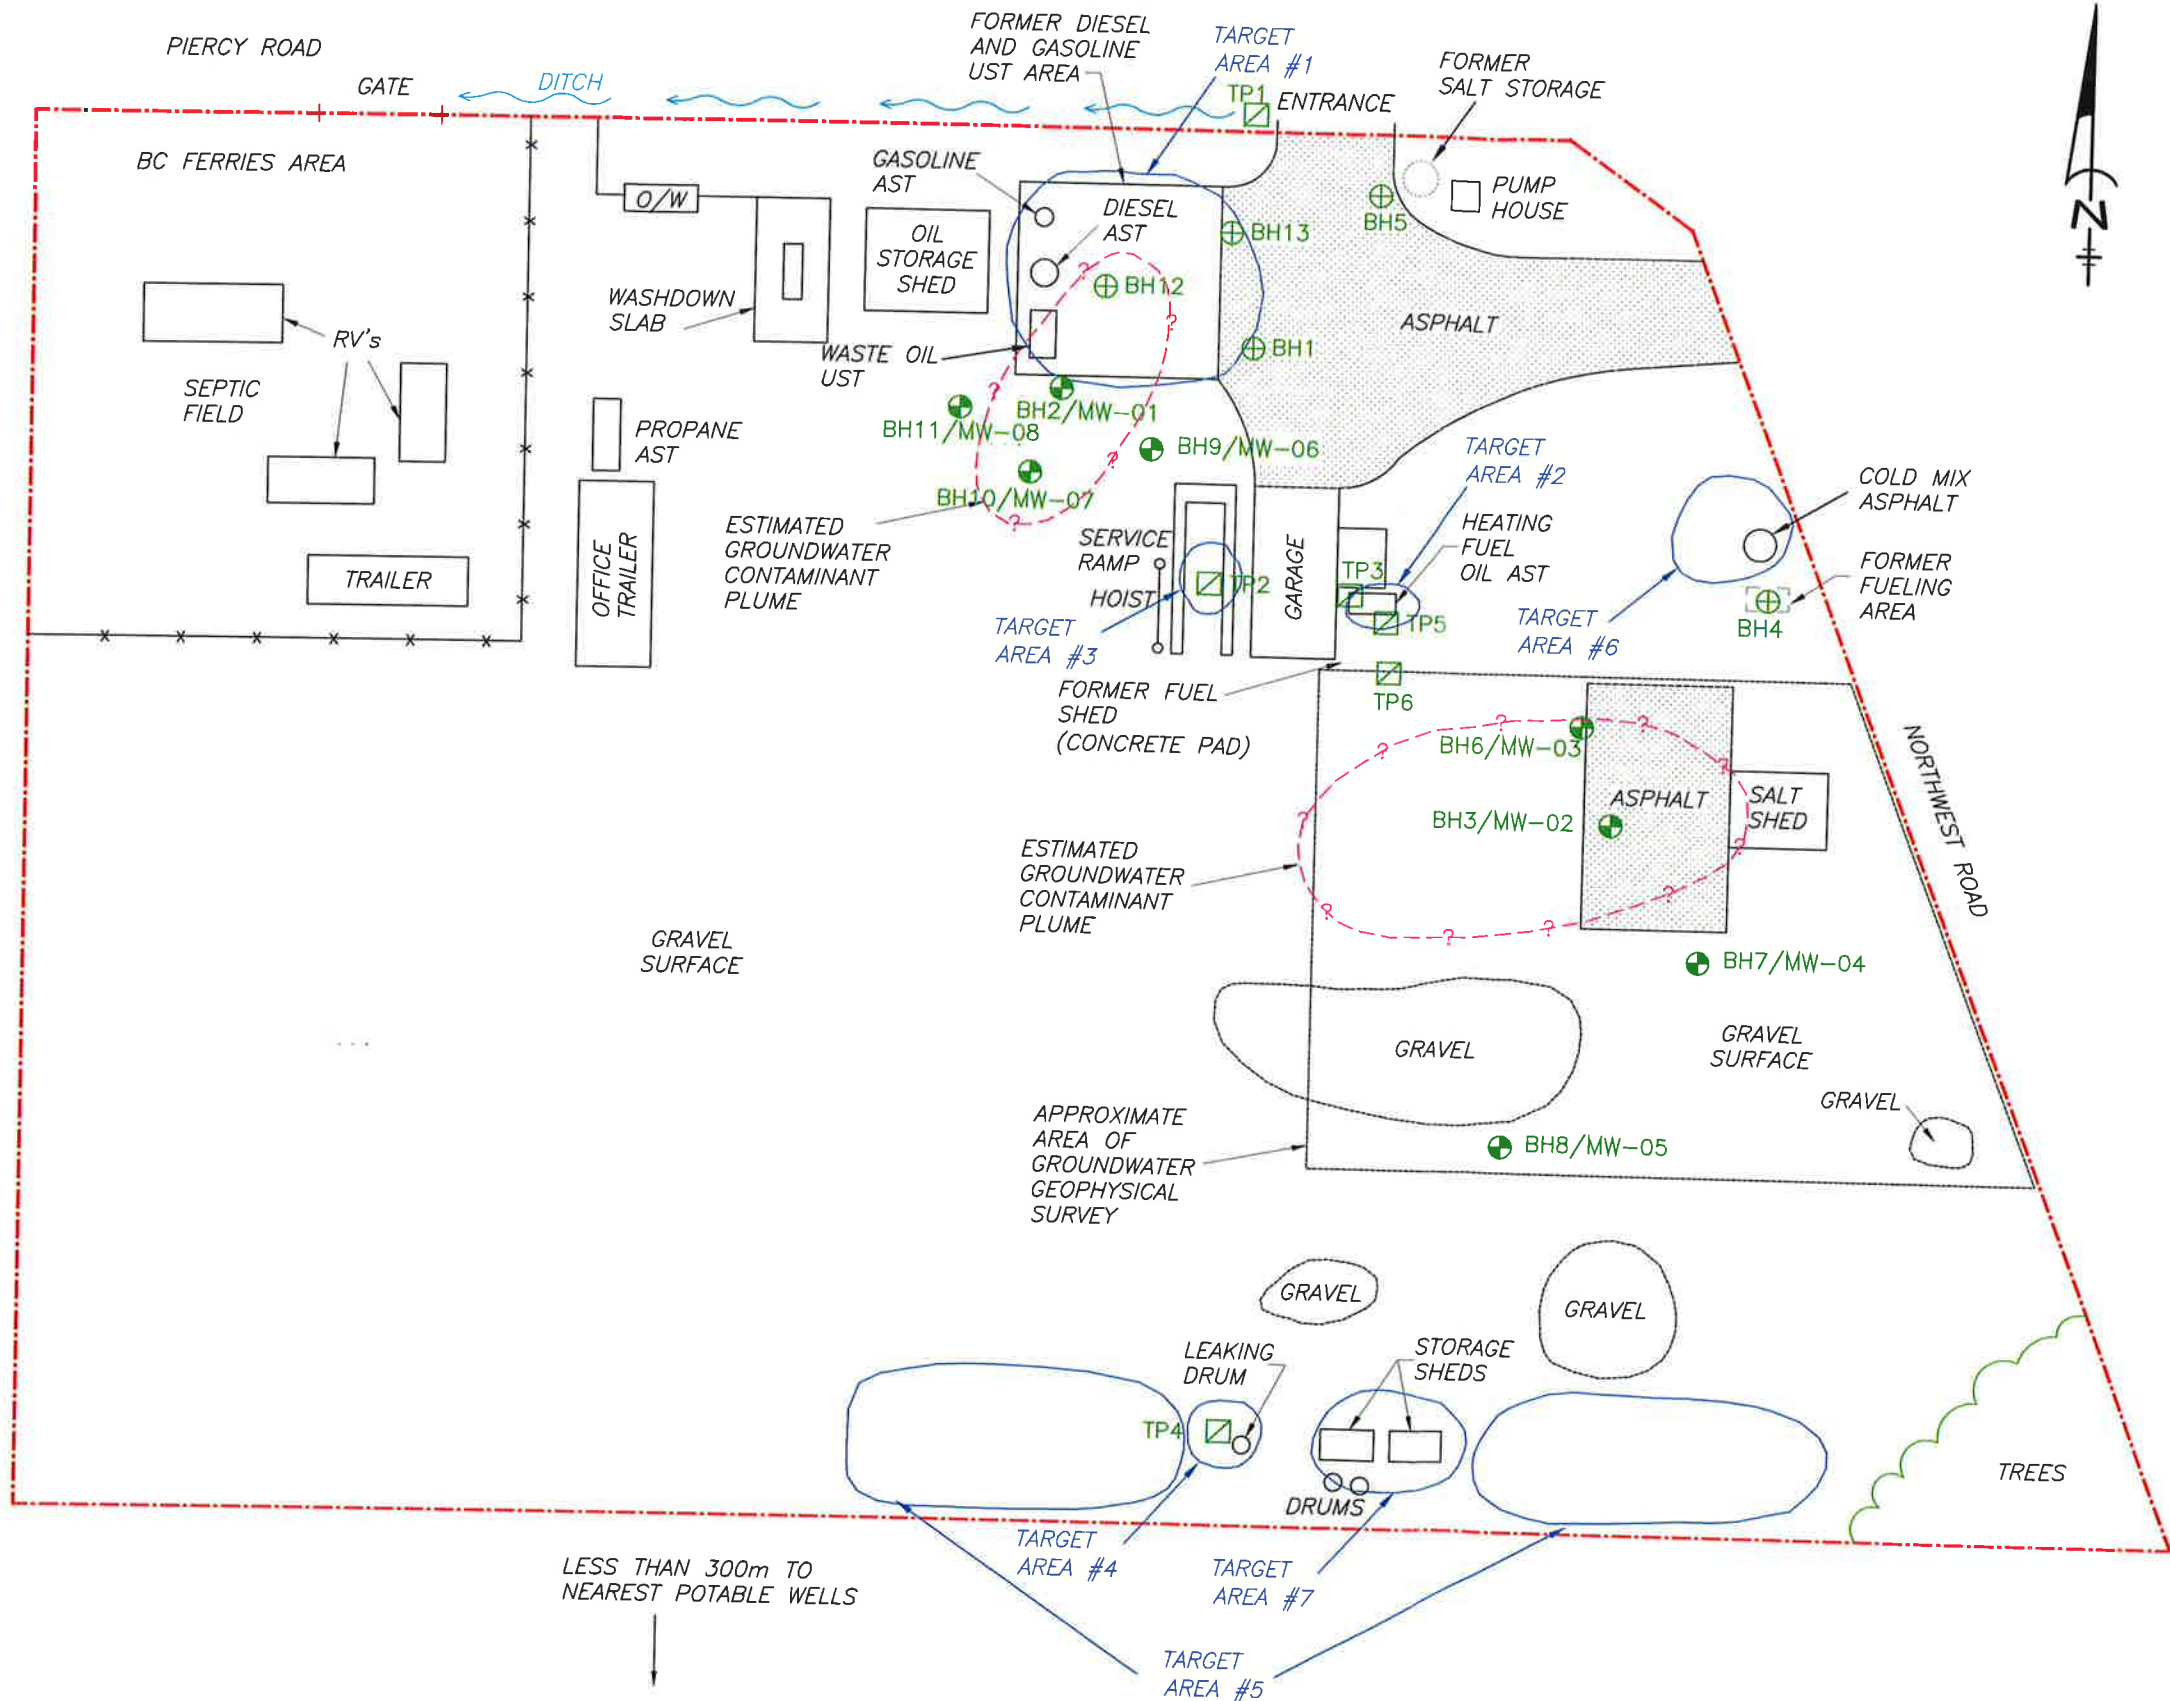 PIERCY ROAD
GATE
DITCH
FORMER DIESEL
AND GASOLINE
UST AREA
TARGET
AREA #1
TP1
ENTRANCE
FORMER
SALT STORAGE
N
BC FERRIES AREA
O/W
GASOLINE
AST
DIESEL
AST
OIL
STORAGE
SHED
BH13
BH5
PUMP
HOUSE
WASHDOWN
SLAB
? BH12
?
WASTE OIL
UST
BH1
ASPHALT
RV's
SEPTIC
FIELD
PROPANE
AST
?
BH2/MW-01
BH11/MW-08
BH9/MW-06
?
BH10/MW-07
?
ESTIMATED
GROUNDWATER
CONTAMINANT
PLUME
TARGET
AREA #2
COLD MIX
ASPHALT
HEATING
FUEL
OIL AST
SERVICE
RAMP
HOIST
TP2
GARAGE
TP3
TP5
FORMER
FUELING
AREA
BH4
TARGET
AREA #6
TARGET
AREA #3
TRAILER
OFFICE
TRAILER
FORMER FUEL
SHED
(CONCRETE PAD)
TP6
? ? ?
BH6/MW-03
?
ASPHALT
SALT
SHED
BH3/MW-02
?
?
NORTHWEST ROAD
ESTIMATED
GROUNDWATER
CONTAMINANT
PLUME
? ? ? ?
GRAVEL
SURFACE
BH7/MW-04
GRAVEL
GRAVEL
SURFACE
GRAVEL
APPROXIMATE
AREA OF
GROUNDWATER
GEOPHYSICAL
SURVEY
BH8/MW-05
GRAVEL
GRAVEL
LEAKING
DRUM
STORAGE
SHEDS
TP4
DRUMS
TREES
TARGET
AREA #4
TARGET
AREA #7
LESS THAN 300m TO
NEAREST POTABLE WELLS
TARGET
AREA #5